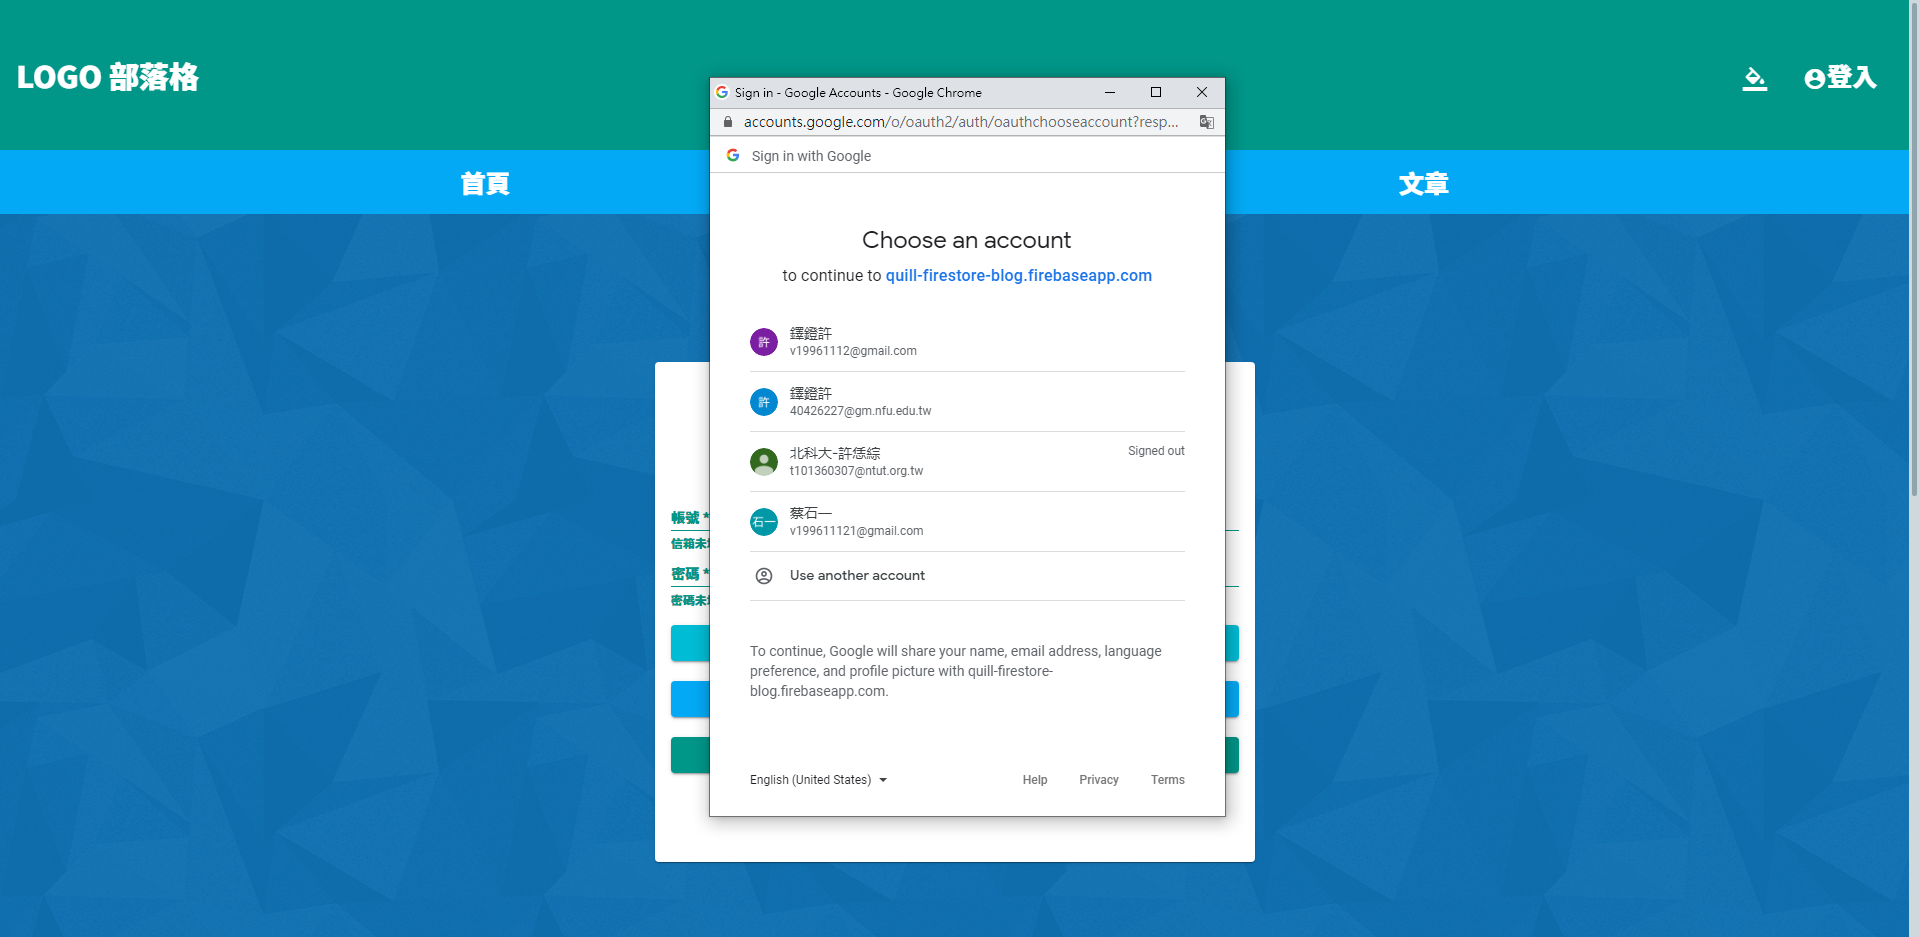 LOGO 部落格
登入
首頁
文章
Sign in - Google Accounts - Google Chrome
accounts.google.com/o/oauth2/auth/oauthchooseaccount?resp...
Sign in with Google
Choose an account
to continue to quill-firestore-blog.firebaseapp.com
許
鐸鐙許
v19961112@gmail.com
許
鐸鐙許
40426227@gm.nfu.edu.tw
北科大-許恁綜
t101360307@ntut.org.tw
Signed out
石一
蔡石一
v199611121@gmail.com
Use another account
帳號 *
信箱未
密碼 *
密碼未
To continue, Google will share your name, email address, language
preference, and profile picture with quill-firestore-
blog.firebaseapp.com.
English (United States)
Help
Privacy
Terms